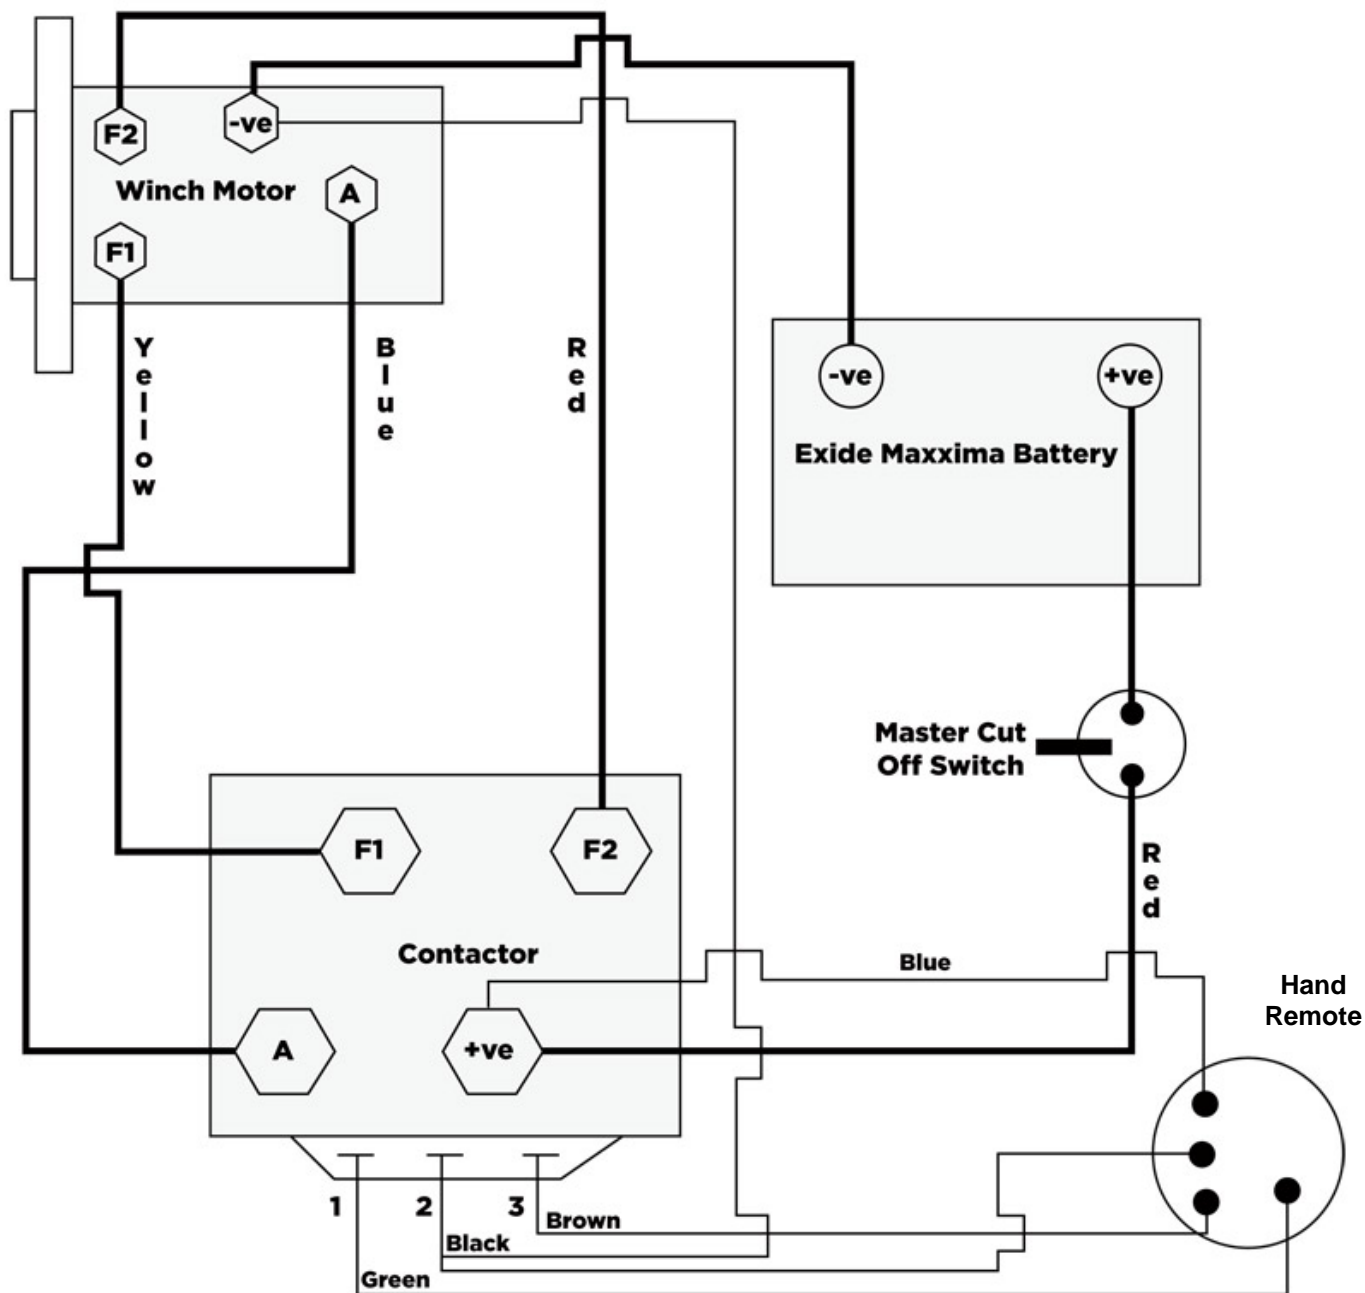 F2
-ve
A
Winch Motor
F1
Yellow
Blue
Red
-ve
+ve
Exide Maxxima Battery
Master Cut
Off Switch
Red
F1
F2
Contactor
Blue
Hand
Remote
A
+ve
1
2
3
Brown
Black
Green